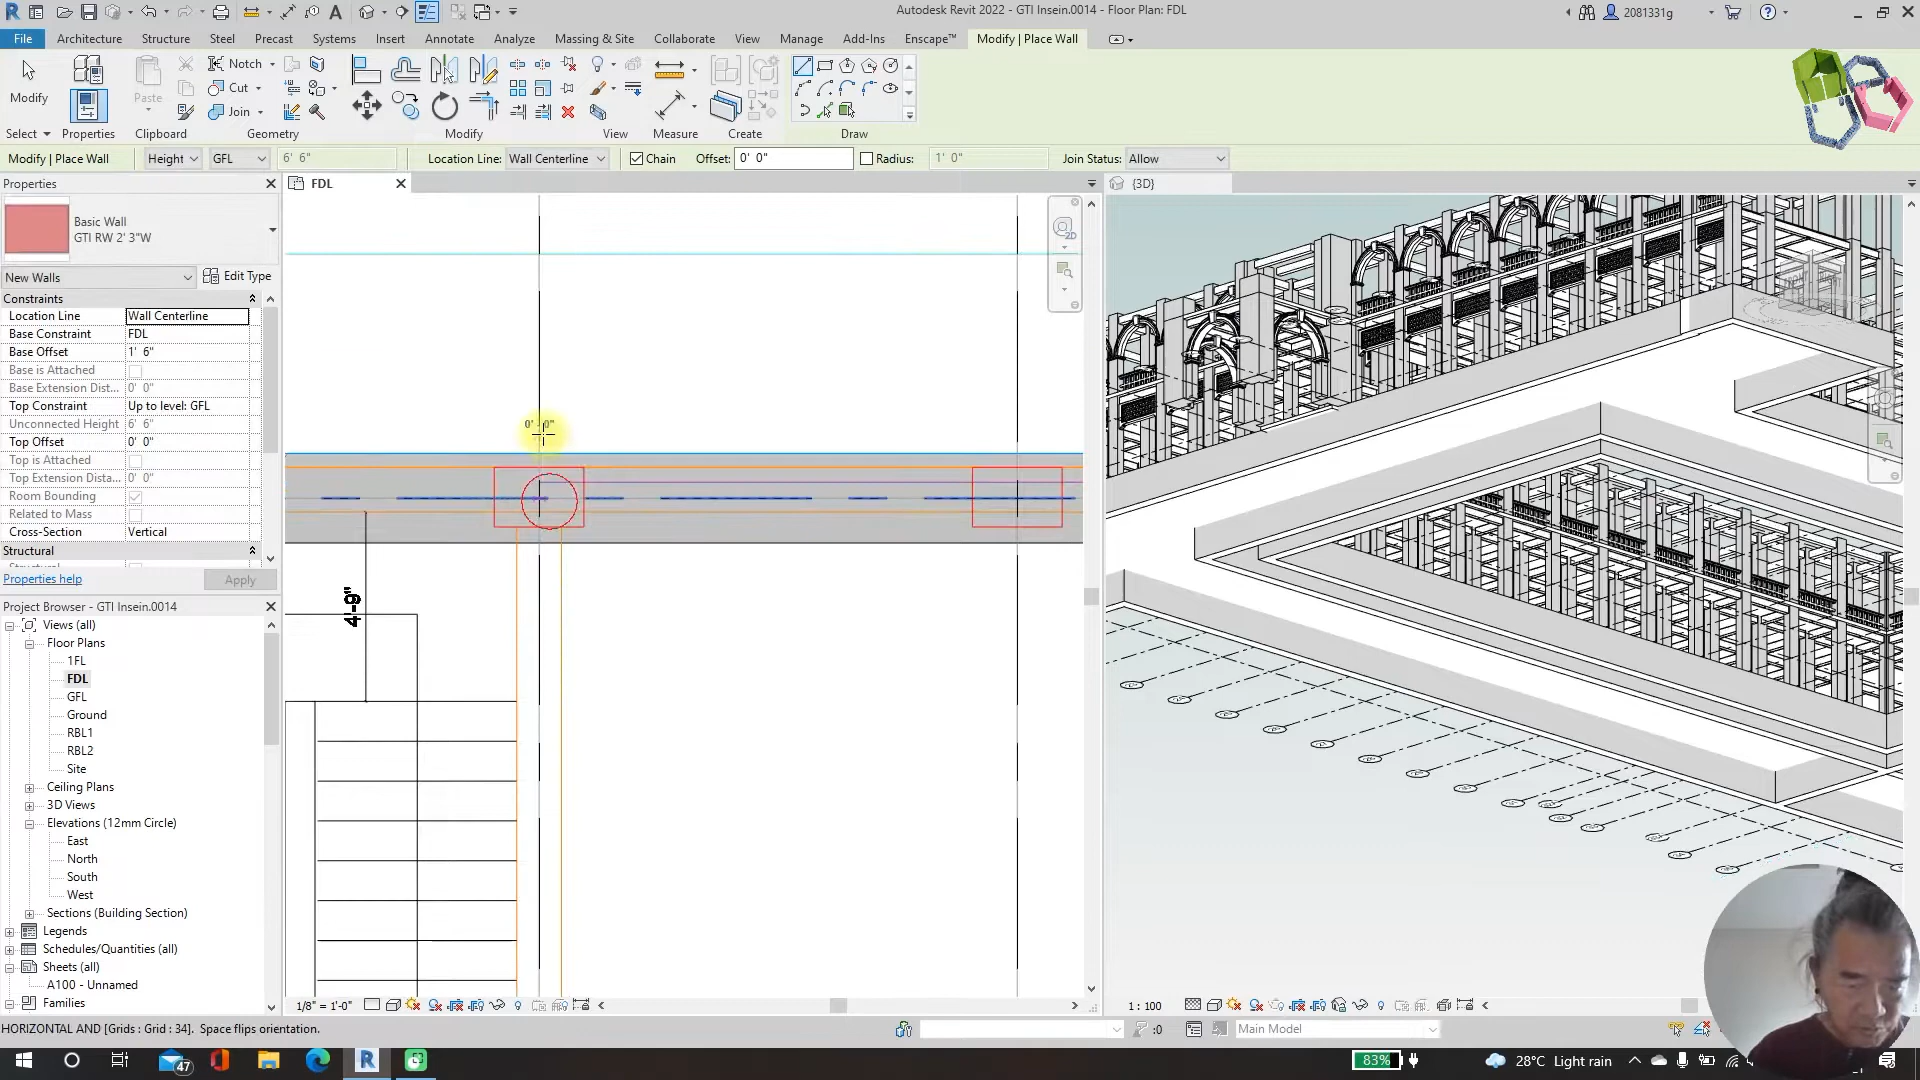 Autodesk Revit 2022 - GTI Insein.0014 - Floor Plan: FDL
2081331g
File Architecture Structure Steel Precast Systems Insert Annotate Analyze Massing & Site Collaborate View Manage Add-Ins Enscape™ Modify | Place Wall
Modify
Paste
Notch
Cut
Join
Select Properties Clipboard Geometry Modify View Measure Create Draw
Modify | Place Wall Height GFL 6' 6" Location Line: Wall Centerline Chain Offset: 0' 0" Radius: 1' 0" Join Status: Allow
Properties
FDL
{3D}
Basic Wall
GTI RW 2' 3"W
New Walls Edit Type
Constraints
Location Line Wall Centerline
Base Constraint FDL
Base Offset 1' 6"
Base is Attached
Base Extension Dist... 0' 0"
Top Constraint Up to level: GFL
Unconnected Height 6' 6"
Top Offset 0' 0"
Top is Attached
Top Extension Dista... 0' 0"
Room Bounding
Related to Mass
Cross-Section Vertical
Structural
Properties help Apply
2D
4'-9"
Project Browser - GTI Insein.0014
Views (all)
Floor Plans
1FL
FDL
GFL
Ground
RBL1
RBL2
Site
Ceiling Plans
3D Views
Elevations (12mm Circle)
East
North
South
West
Sections (Building Section)
Legends
Schedules/Quantities (all)
Sheets (all)
A100 - Unnamed
Families
1/8" = 1'-0"
1 : 100
HORIZONTAL AND [Grids : Grid : 34]. Space flips orientation.
:0
Main Model
47
83%
28°C Light rain